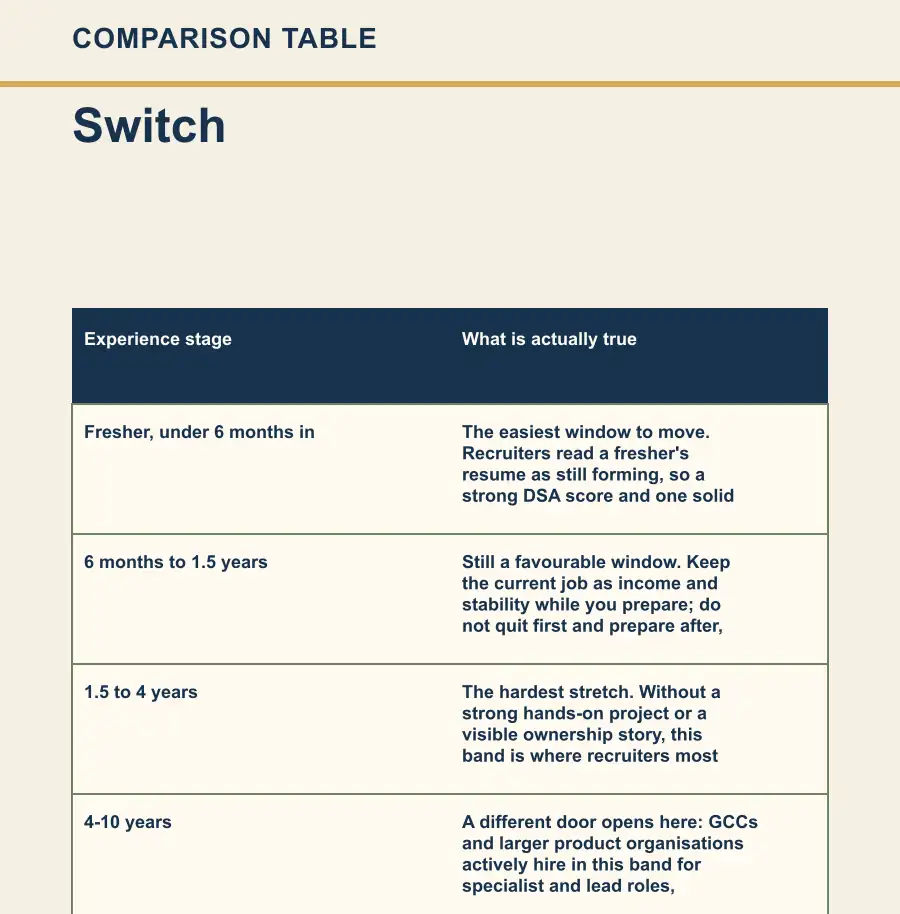 COMPARISON TABLE
Switch
Experience stage
What is actually true
Fresher, under 6 months in
The easiest window to move.
Recruiters read a fresher's
resume as still forming, so a
strong DSA score and one solid
6 months to 1.5 years
Still a favourable window. Keep
the current job as income and
stability while you prepare; do
not quit first and prepare after,
1.5 to 4 years
The hardest stretch. Without a
strong hands-on project or a
visible ownership story, this
band is where recruiters most
4-10 years
A different door opens here: GCCs
and larger product organisations
actively hire in this band for
specialist and lead roles,